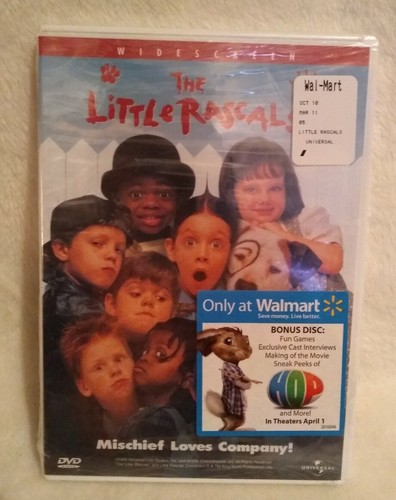 WIDESCREEN
THE
LiTTLE RASCALS
Wal-Mart
OCT 10
MAR 11
05
LITTLE RASCALS
UNIVERSAL
Only at Walmart
Save money. Live better.
BONUS DISC:
Fun Games
Exclusive Cast Interviews
Making of the Movie
Sneak Peeks of
HOP
and More!
In Theaters April 1
Mischief Loves Company!
DVD
UNIVERSAL